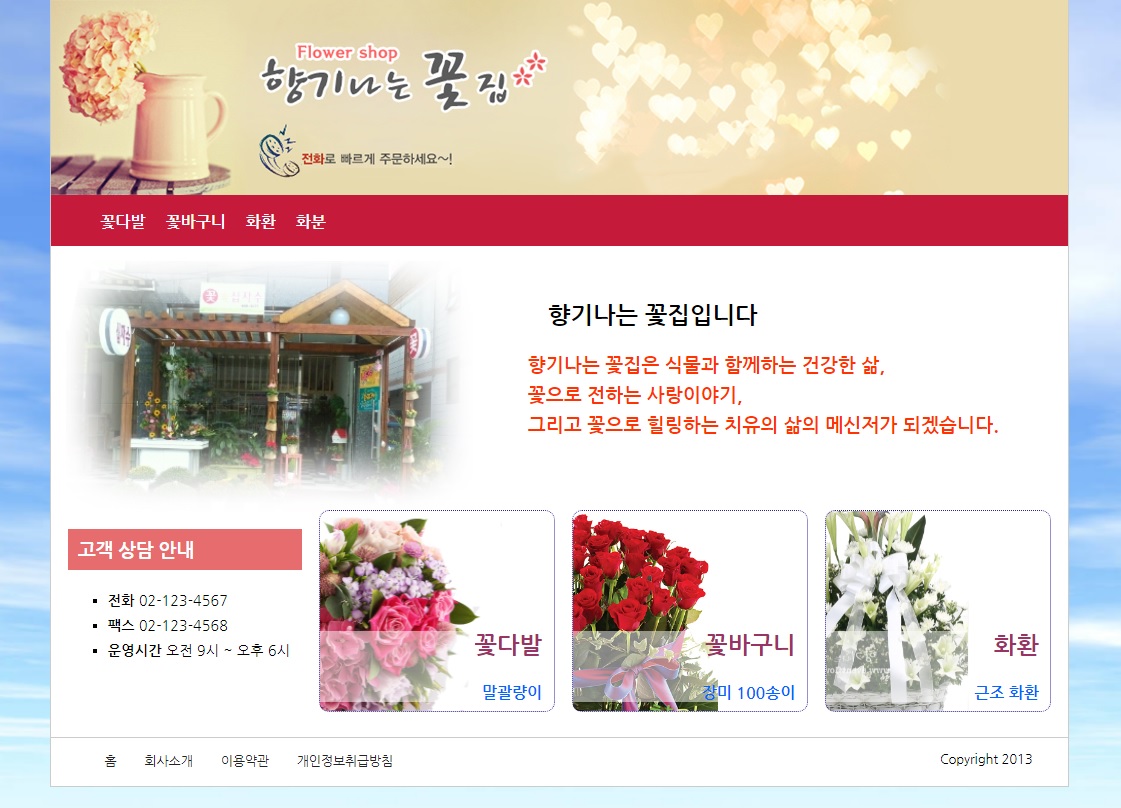 Flower shop
향기나는 꽃집
전화로 빠르게 주문하세요~!
꽃다발 꽃바구니 화환 화분
꽃
꽃
향기나는 꽃집입니다
향기나는 꽃집은 식물과 함께하는 건강한 삶,
꽃으로 전하는 사랑이야기,
그리고 꽃으로 힐링하는 치유의 삶의 메신저가 되겠습니다.
고객 상담 안내
전화 02-123-4567
팩스 02-123-4568
운영시간 오전 9시 ~ 오후 6시
꽃다발
말괄량이
꽃바구니
장미 100송이
화환
근조 화환
홈 회사소개 이용약관 개인정보취급방침
Copyright 2013